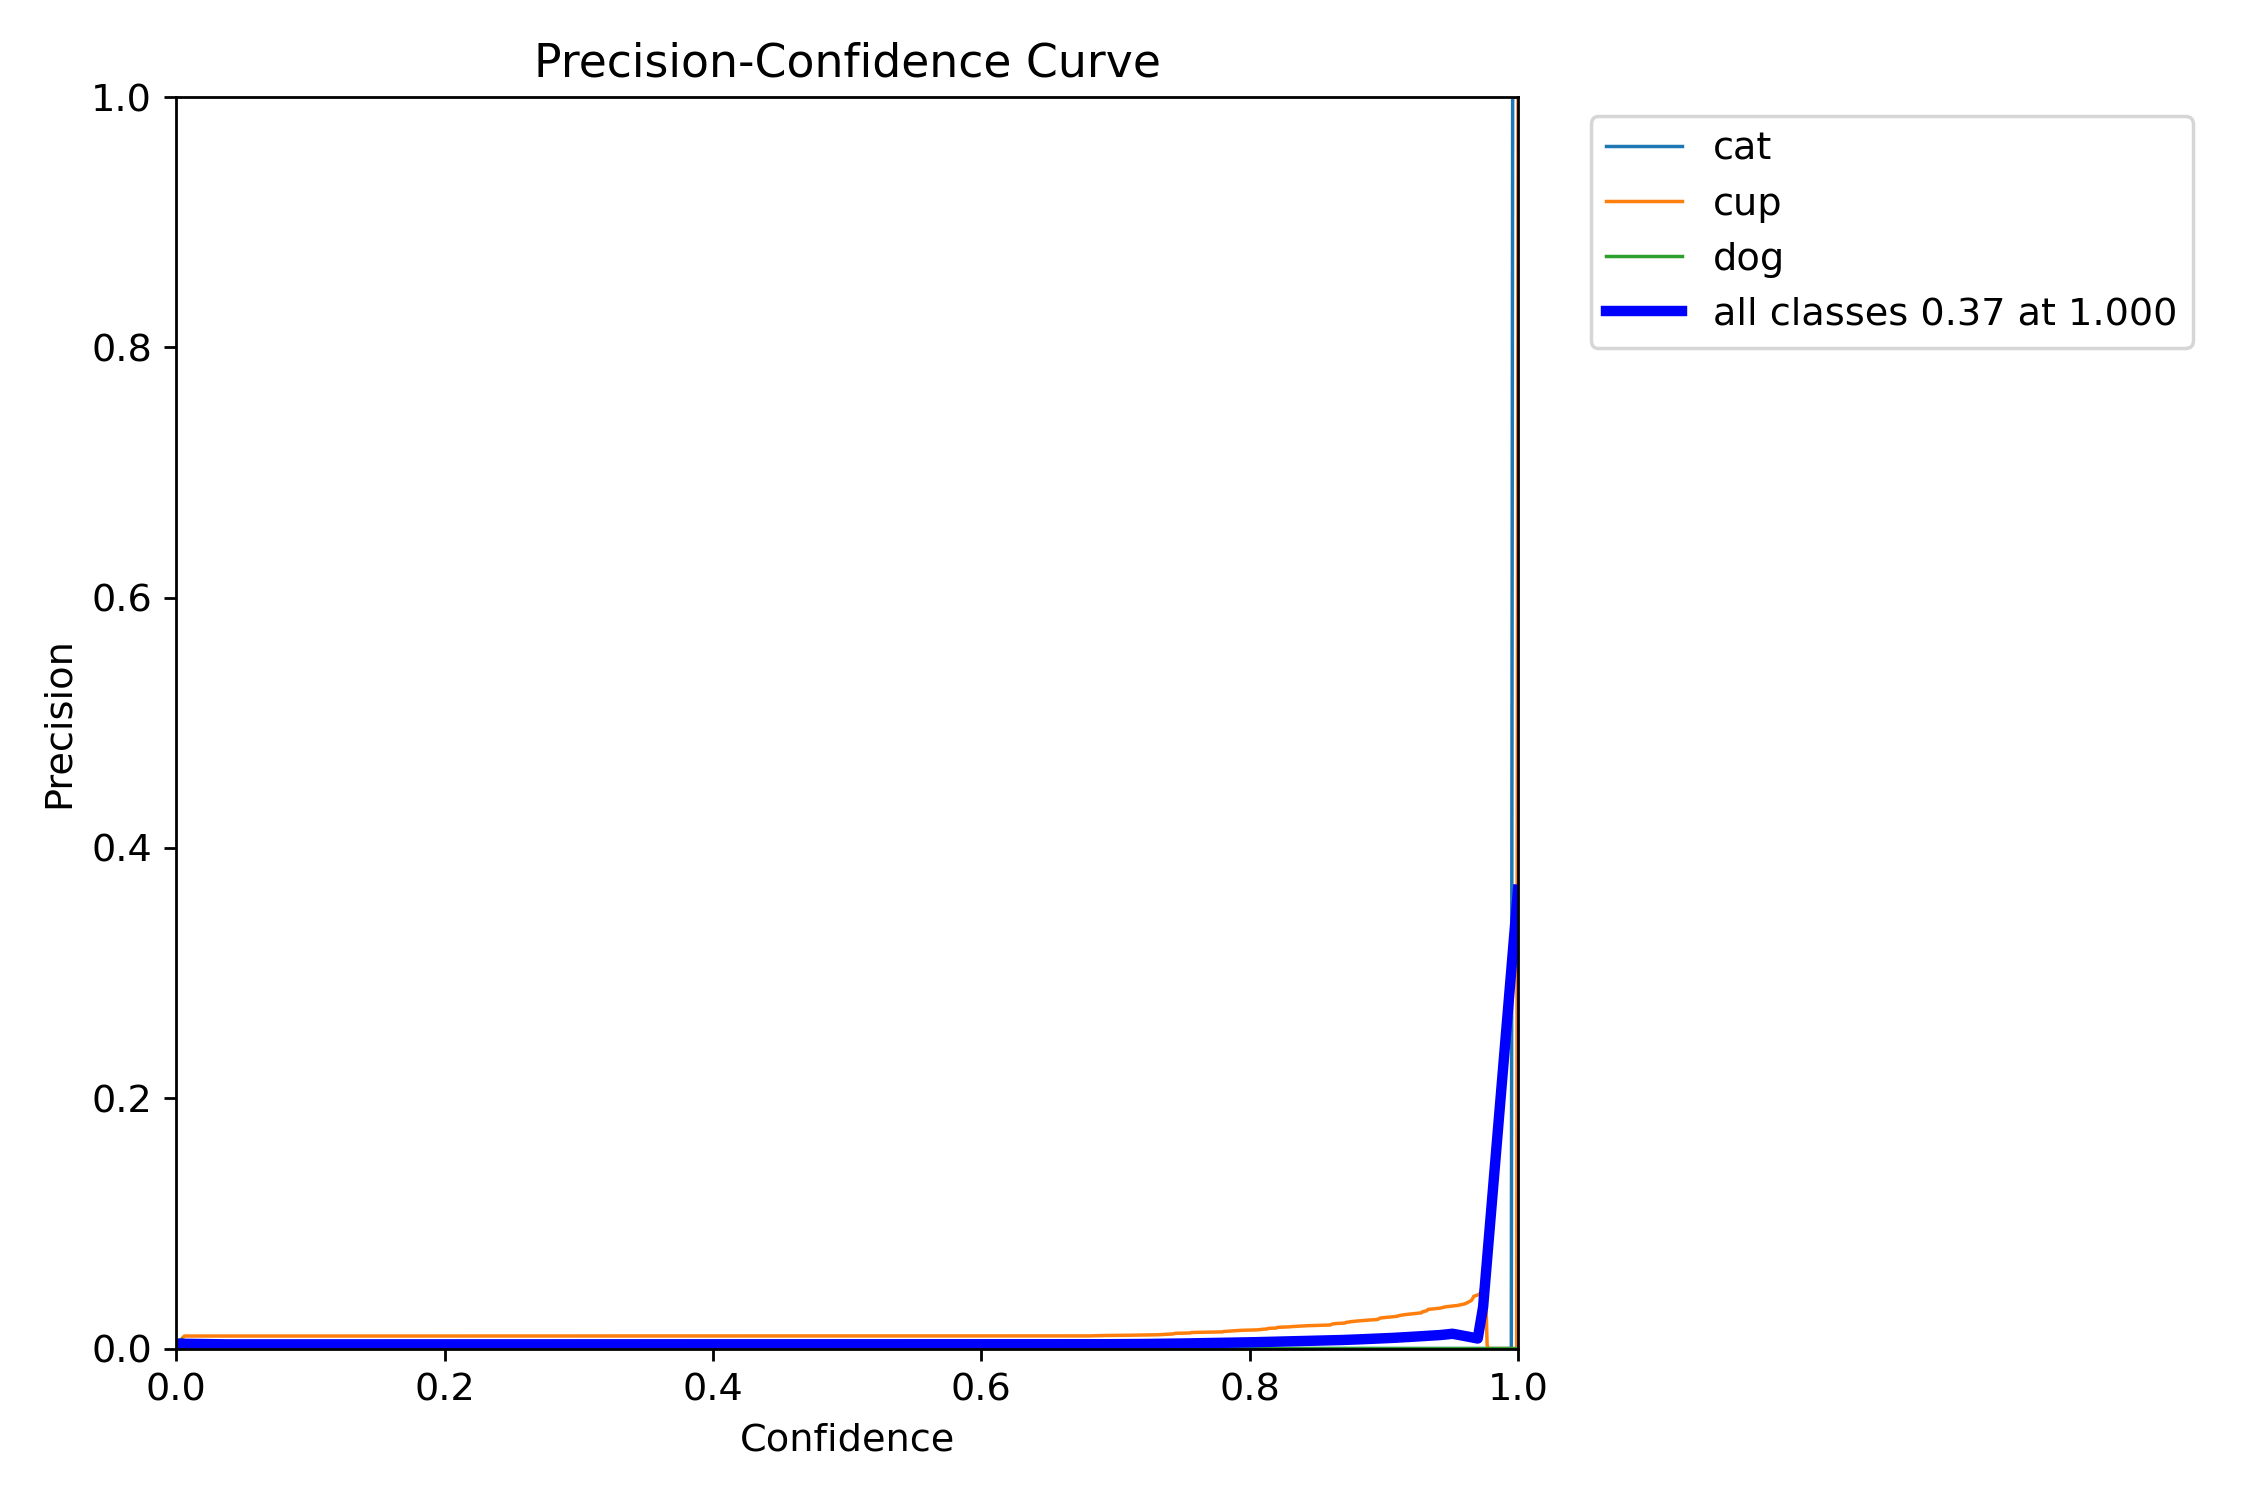 Precision-Confidence Curve
1.0
0.8
0.6
0.4
0.2
0.0
Precision
0.0 0.2 0.4 0.6 0.8 1.0
Confidence
cat
cup
dog
all classes 0.37 at 1.000